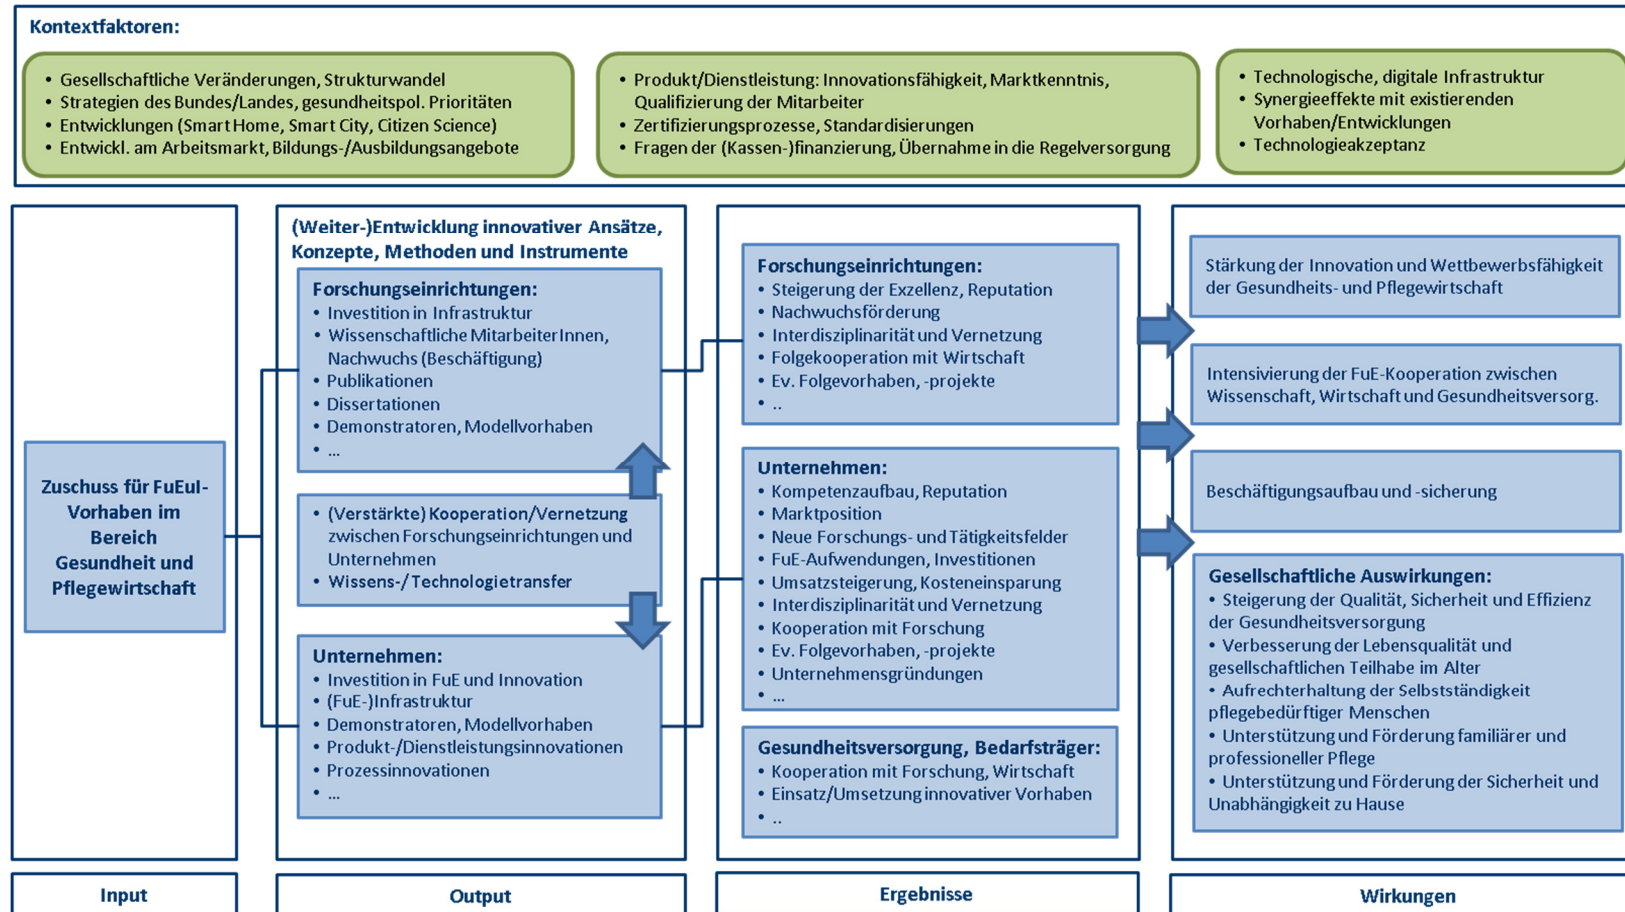 Kontextfaktoren:
• Gesellschaftliche Veränderungen, Strukturwandel
• Strategien des Bundes/Landes, gesundheitspol. Prioritäten
• Entwicklungen (Smart Home, Smart City, Citizen Science)
• Entwickl. am Arbeitsmarkt, Bildungs-/Ausbildungsangebote
• Produkt/Dienstleistung: Innovationsfähigkeit, Marktkenntnis,
Qualifizierung der Mitarbeiter
• Zertifizierungsprozesse, Standardisierungen
• Fragen der (Kassen-)finanzierung, Übernahme in die Regelversorgung
• Technologische, digitale Infrastruktur
• Synergieeffekte mit existierenden
Vorhaben/Entwicklungen
• Technologieakzeptanz
Zuschuss für FuEuI-
Vorhaben im
Bereich
Gesundheit und
Pflegewirtschaft
(Weiter-)Entwicklung innovativer Ansätze,
Konzepte, Methoden und Instrumente
Forschungseinrichtungen:
• Investition in Infrastruktur
• Wissenschaftliche MitarbeiterInnen,
Nachwuchs (Beschäftigung)
• Publikationen
• Dissertationen
• Demonstratoren, Modellvorhaben
• ...
• (Verstärkte) Kooperation/Vernetzung
zwischen Forschungseinrichtungen und
Unternehmen
• Wissens-/Technologietransfer
Unternehmen:
• Investition in FuE und Innovation
• (FuE-)Infrastruktur
• Demonstratoren, Modellvorhaben
• Produkt-/Dienstleistungsinnovationen
• Prozessinnovationen
• ...
Forschungseinrichtungen:
• Steigerung der Exzellenz, Reputation
• Nachwuchsförderung
• Interdisziplinarität und Vernetzung
• Folgekooperation mit Wirtschaft
• Ev. Folgevorhaben, -projekte
• ..
Unternehmen:
• Kompetenzaufbau, Reputation
• Marktposition
• Neue Forschungs- und Tätigkeitsfelder
• FuE-Aufwendungen, Investitionen
• Umsatzsteigerung, Kosteneinsparung
• Interdisziplinarität und Vernetzung
• Kooperation mit Forschung
• Ev. Folgevorhaben, -projekte
• Unternehmensgründungen
• ...
Gesundheitsversorgung, Bedarfsträger:
• Kooperation mit Forschung, Wirtschaft
• Einsatz/Umsetzung innovativer Vorhaben
• ..
Stärkung der Innovation und Wettbewerbsfähigkeit
der Gesundheits- und Pflegewirtschaft
Intensivierung der FuE-Kooperation zwischen
Wissenschaft, Wirtschaft und Gesundheitsversorg.
Beschäftigungsaufbau und -sicherung
Gesellschaftliche Auswirkungen:
• Steigerung der Qualität, Sicherheit und Effizienz
der Gesundheitsversorgung
• Verbesserung der Lebensqualität und
gesellschaftlichen Teilhabe im Alter
• Aufrechterhaltung der Selbstständigkeit
pflegebedürftiger Menschen
• Unterstützung und Förderung familiärer und
professioneller Pflege
• Unterstützung und Förderung der Sicherheit und
Unabhängigkeit zu Hause
Input
Output
Ergebnisse
Wirkungen